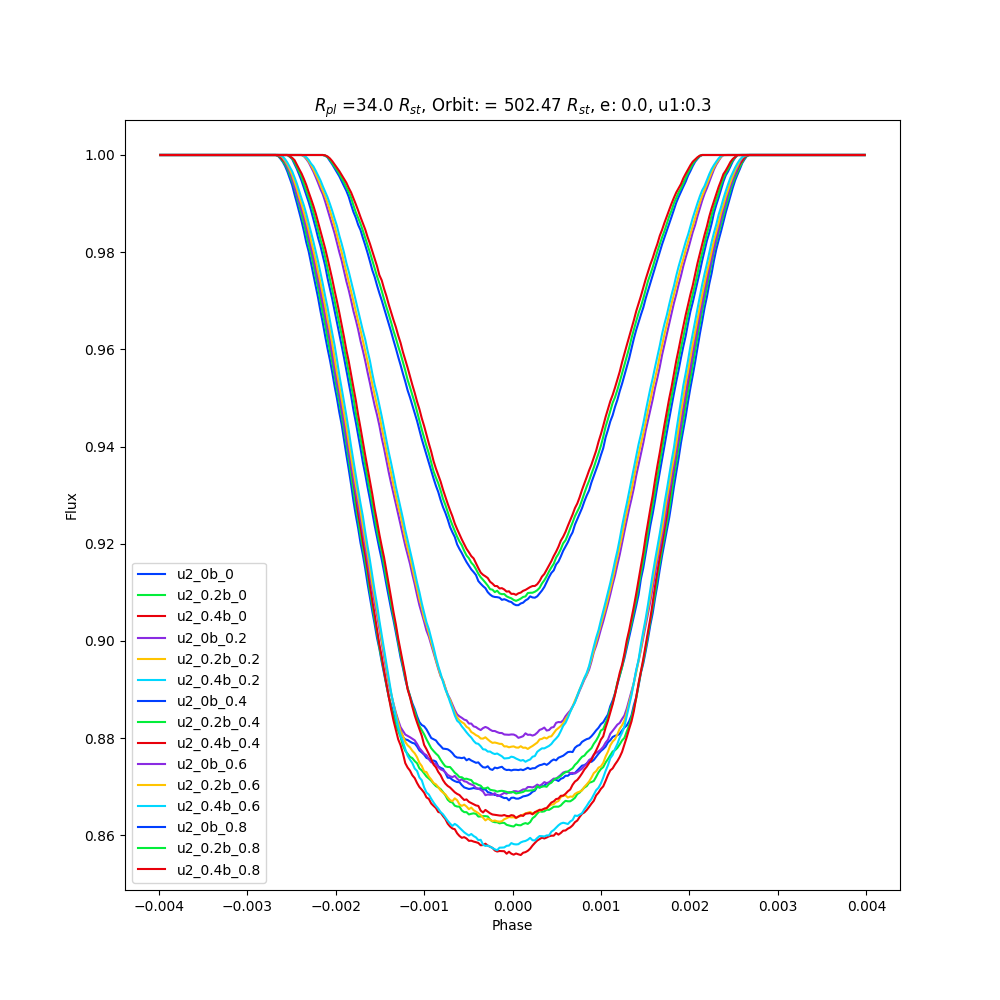 R_pl =34.0 R_st, Orbit: = 502.47 R_st, e: 0.0, u1:0.3
1.00
0.98
0.96
0.94
0.92
0.90
0.88
0.86
Flux
u2_0b_0
u2_0.2b_0
u2_0.4b_0
u2_0b_0.2
u2_0.2b_0.2
u2_0.4b_0.2
u2_0b_0.4
u2_0.2b_0.4
u2_0.4b_0.4
u2_0b_0.6
u2_0.2b_0.6
u2_0.4b_0.6
u2_0b_0.8
u2_0.2b_0.8
u2_0.4b_0.8
−0.004 −0.003 −0.002 −0.001 0.000 0.001 0.002 0.003 0.004
Phase